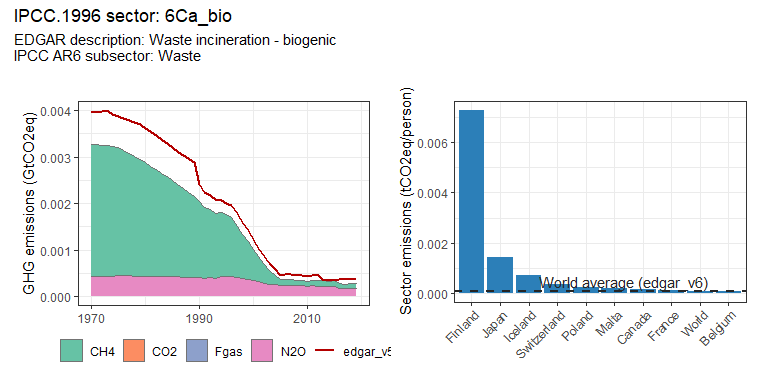 IPCC.1996 sector: 6Ca_bio
EDGAR description: Waste incineration - biogenic
IPCC AR6 subsector: Waste
GHG emissions (GtCO2eq)
0.004
0.003
0.002
0.001
0.000
1970
1990
2010
CH4
CO2
Fgas
N2O
edgar_v6
Sector emissions (tCO2eq/person)
0.006
0.004
0.002
0.000
World average (edgar_v6)
Finland
Japan
Iceland
Switzerland
Poland
Malta
Canada
France
World
Belgium